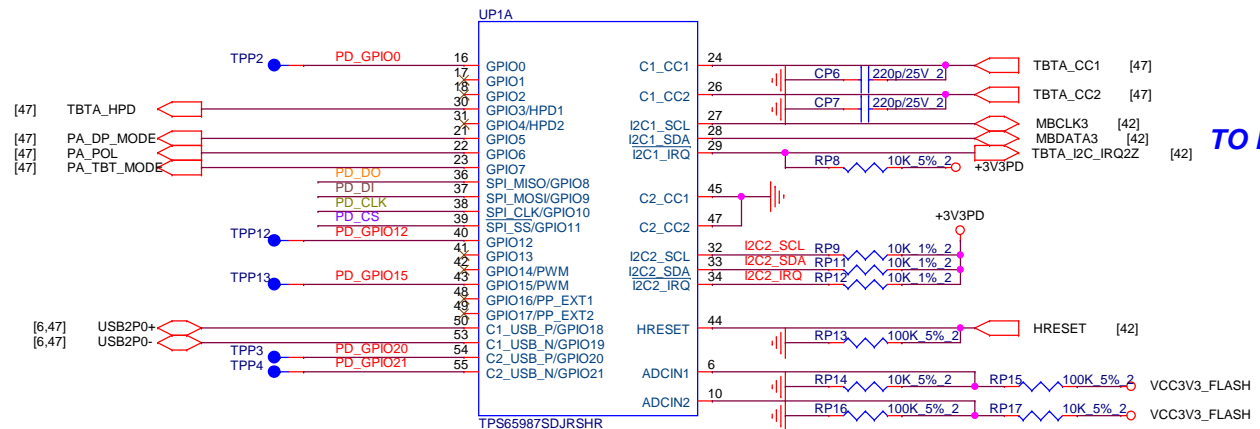 UP1A
TPP2 PD_GPIO0 16 GPIO0 C1_CC1 24 TBTA_CC1 [47]
17 GPIO1 CP6 220p/25V_2
18 GPIO2 C1_CC2 26 TBTA_CC2 [47]
[47] TBTA_HPD 30 GPIO3/HPD1 CP7 220p/25V_2
31 GPIO4/HPD2 I2C1_SCL 27 MBCLK3 [42]
[47] PA_DP_MODE 21 GPIO5 I2C1_SDA 28 MBDATA3 [42] TO
[47] PA_POL 22 GPIO6 I2C1_IRQ 29 TBTA_I2C_IRQ2Z [42]
[47] PA_TBT_MODE 23 GPIO7 RP8 10K_5%_2 +3V3PD
PD_DO 36 SPI_MISO/GPIO8
PD_DI 37 SPI_MOSI/GPIO9 C2_CC1 45
PD_CLK 38 SPI_CLK/GPIO10
PD_CS 39 SPI_SS/GPIO11 C2_CC2 47
+3V3PD
TPP12 PD_GPIO12 40 GPIO12
41 GPIO13 I2C2_SCL 32 I2C2_SCL RP9 10K_1%_2
42 GPIO14/PWM I2C2_SDA 33 I2C2_SDA RP11 10K_1%_2
TPP13 PD_GPIO15 43 GPIO15/PWM I2C2_IRQ 34 I2C2_IRQ RP12 10K_1%_2
48 GPIO16/PP_EXT1
49 GPIO17/PP_EXT2
[6,47] USB2P0+ 50 C1_USB_P/GPIO18 HRESET 44 HRESET [42]
[6,47] USB2P0- 53 C1_USB_N/GPIO19 RP13 100K_5%_2
TPP3 PD_GPIO20 54 C2_USB_P/GPIO20
TPP4 PD_GPIO21 55 C2_USB_N/GPIO21 ADCIN1 6
RP14 10K_5%_2 RP15 100K_5%_2 VCC3V3_FLASH
ADCIN2 10
RP16 100K_5%_2 RP17 10K_5%_2 VCC3V3_FLASH
TPS65987SDJRSHR